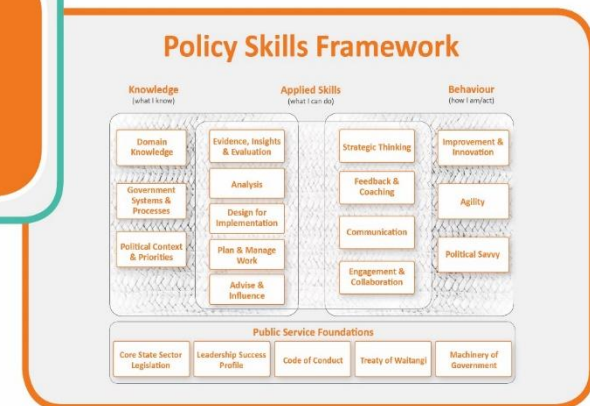 Policy Skills Framework
Knowledge
(what I know)
Applied Skills
(what I can do)
Behaviour
(how I am/act)
Domain
Knowledge
Government
Systems &
Processes
Political Context
& Priorities
Evidence, Insights
& Evaluation
Analysis
Design for
Implementation
Plan & Manage
Work
Advise &
Influence
Strategic Thinking
Feedback &
Coaching
Communication
Engagement &
Collaboration
Improvement &
Innovation
Agility
Political Savvy
Public Service Foundations
Core State Sector
Legislation
Leadership Success
Profile
Code of Conduct
Treaty of Waitangi
Machinery of
Government